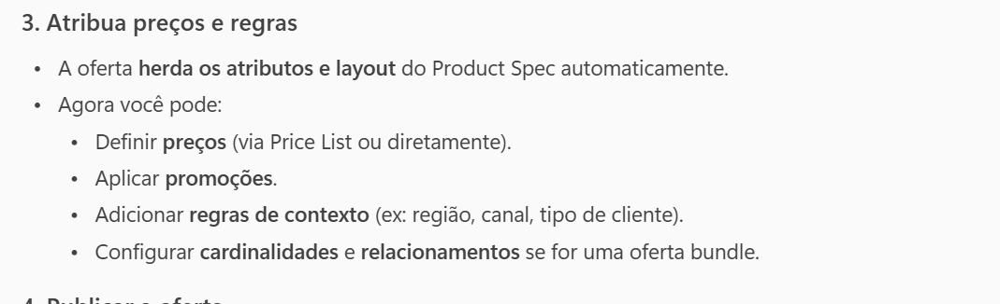 3. Atribua preços e regras
• A oferta herda os atributos e layout do Product Spec automaticamente.
• Agora você pode:
• Definir preços (via Price List ou diretamente).
• Aplicar promoções.
• Adicionar regras de contexto (ex: região, canal, tipo de cliente).
• Configurar cardinalidades e relacionamentos se for uma oferta bundle.
4. Publicar a oferta